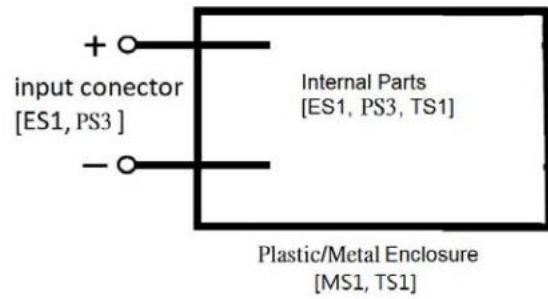 +
input conector
[ES1, PS3 ]
−
Internal Parts
[ES1, PS3, TS1]
Plastic/Metal Enclosure
[MS1, TS1]